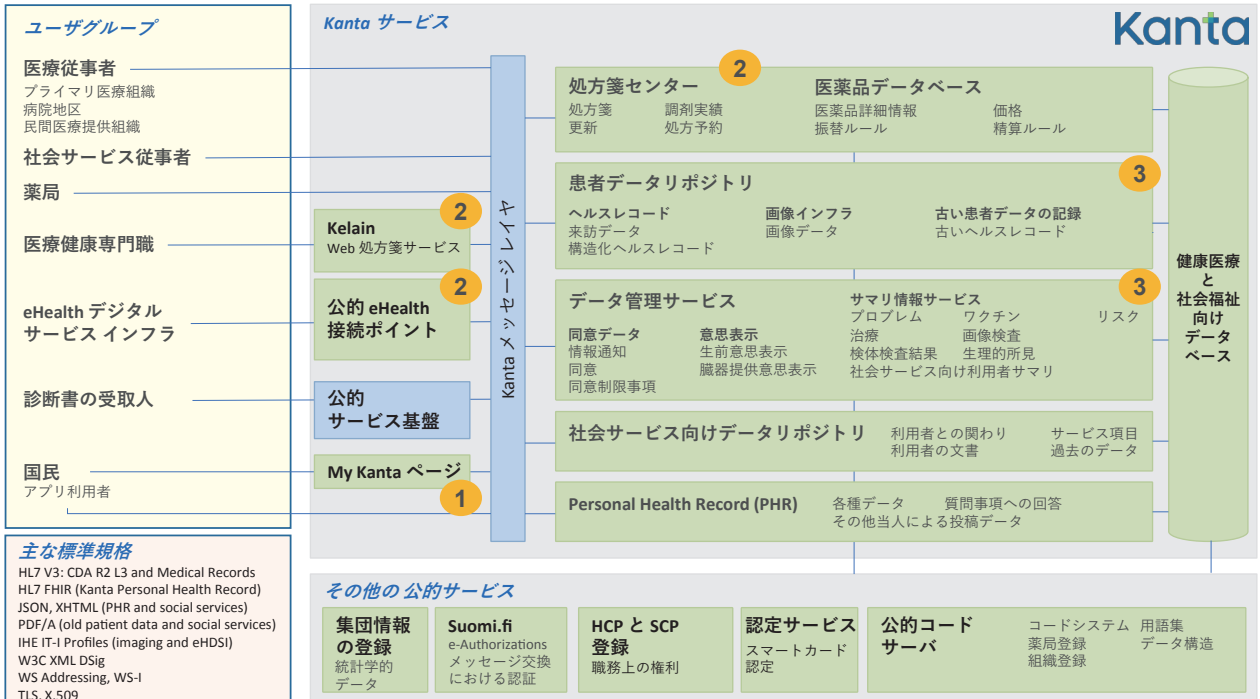 ユーザグループ
医療従事者
プライマリ医療組織
病院地区
民間医療提供組織
社会サービス従事者
薬局
医療健康専門職
eHealth デジタル
サービス インフラ
診断書の受取人
国民
アプリ利用者
主な標準規格
HL7 V3: CDA R2 L3 and Medical Records
HL7 FHIR (Kanta Personal Health Record)
JSON, XHTML (PHR and social services)
PDF/A (old patient data and social services)
IHE IT-I Profiles (imaging and eHDSI)
W3C XML DSig
WS Addressing, WS-I
TLS, X.509
Kanta サービス
Kanta
2
Kelain
Web 処方箋サービス
2
公的 eHealth
接続ポイント
公的
サービス基盤
My Kanta ページ
1
Kanta メッセージ レイヤ
2
処方箋センター
処方箋 調剤実績
更新 処方予約
医薬品データベース
医薬品詳細情報 価格
振替ルール 精算ルール
3
患者データリポジトリ
ヘルスレコード
来訪データ
構造化ヘルスレコード
画像インフラ
画像データ
古い患者データの記録
古いヘルスレコード
3
データ管理サービス
同意データ
情報通知
同意
同意制限事項
意思表示
生前意思表示
臓器提供意思表示
サマリ情報サービス
プロブレム ワクチン リスク
治療 画像検査
検体検査結果 生理的所見
社会サービス向け利用者サマリ
社会サービス向けデータリポジトリ
利用者との関わり サービス項目
利用者の文書 過去のデータ
Personal Health Record (PHR)
各種データ 質問事項への回答
その他当人による投稿データ
健康医療
と
社会福祉
向け
データ
ベース
その他の 公的サービス
集団情報
の登録
統計学的
データ
Suomi.fi
e-Authorizations
メッセージ交換
における認証
HCP と SCP
登録
職務上の権利
認定サービス
スマートカード
認定
公的コード
サーバ
コードシステム 用語集
薬局登録 データ構造
組織登録